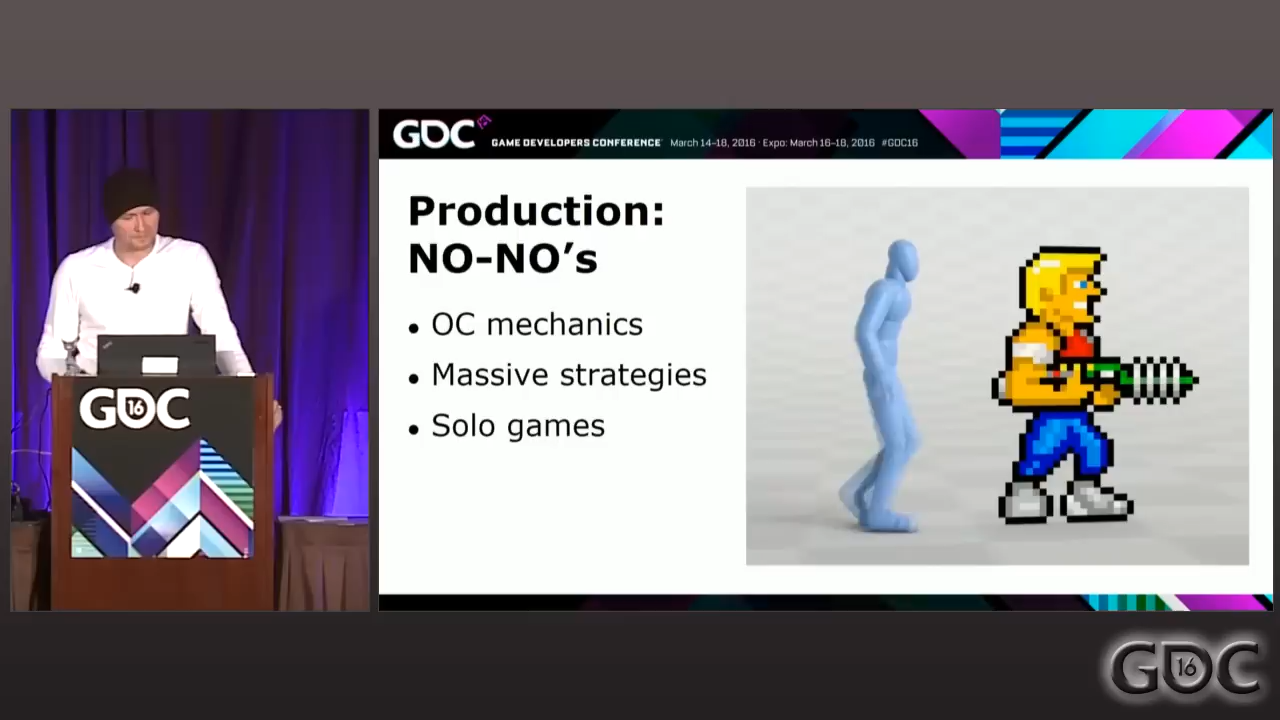 GDC
GAME DEVELOPERS CONFERENCE March 14–18, 2016 · Expo: March 16–18, 2016 #GDC16
Production:
NO-NO’s
• OC mechanics
• Massive strategies
• Solo games
GDC
16
GDC
16